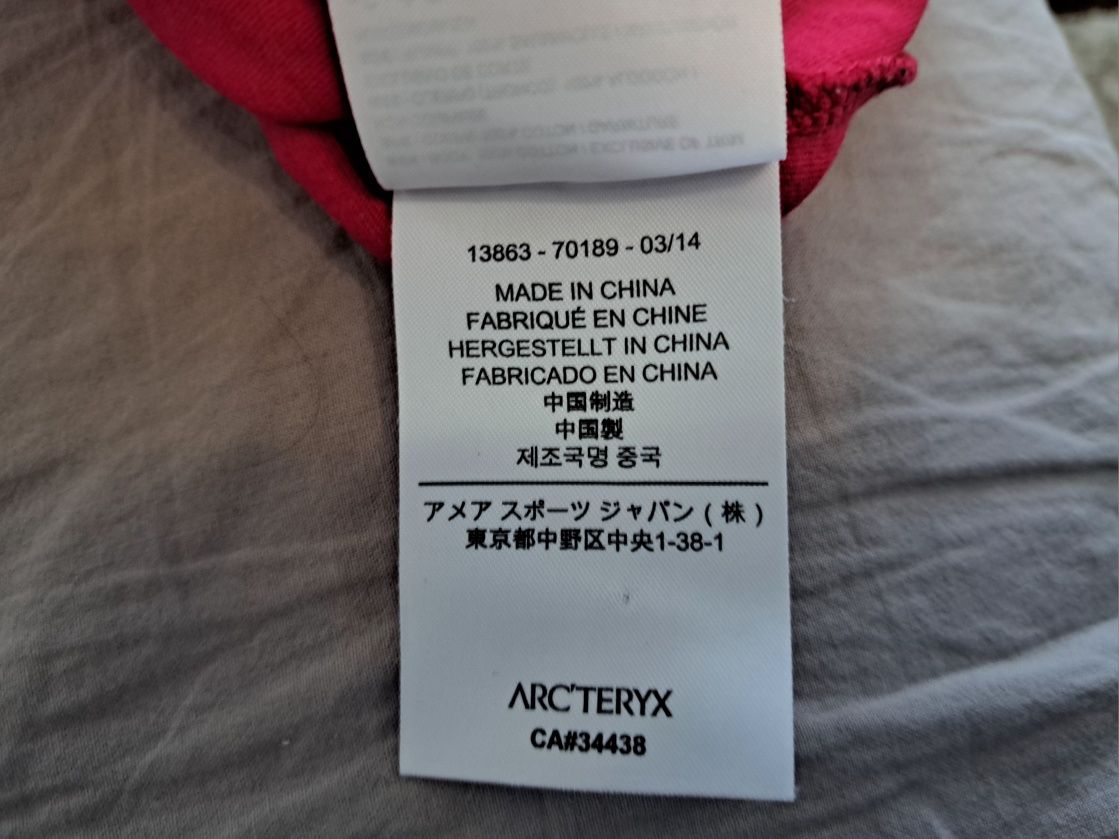 13863 - 70189 - 03/14
MADE IN CHINA
FABRIQUÉ EN CHINE
HERGESTELLT IN CHINA
FABRICADO EN CHINA
中国制造
中国製
제조국명 중국
アメア スポーツ ジャパン ( 株 )
東京都中野区中央1-38-1
ARC'TERYX
CA#34438